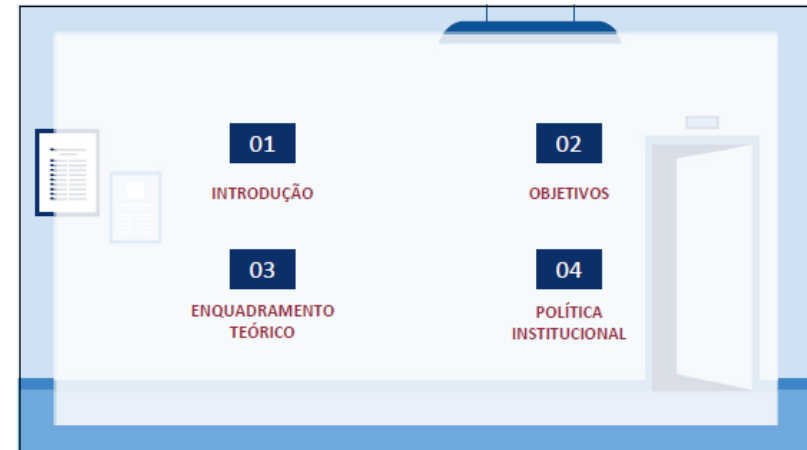 01
INTRODUÇÃO
02
OBJETIVOS
03
ENQUADRAMENTO
TEÓRICO
04
POLÍTICA
INSTITUCIONAL